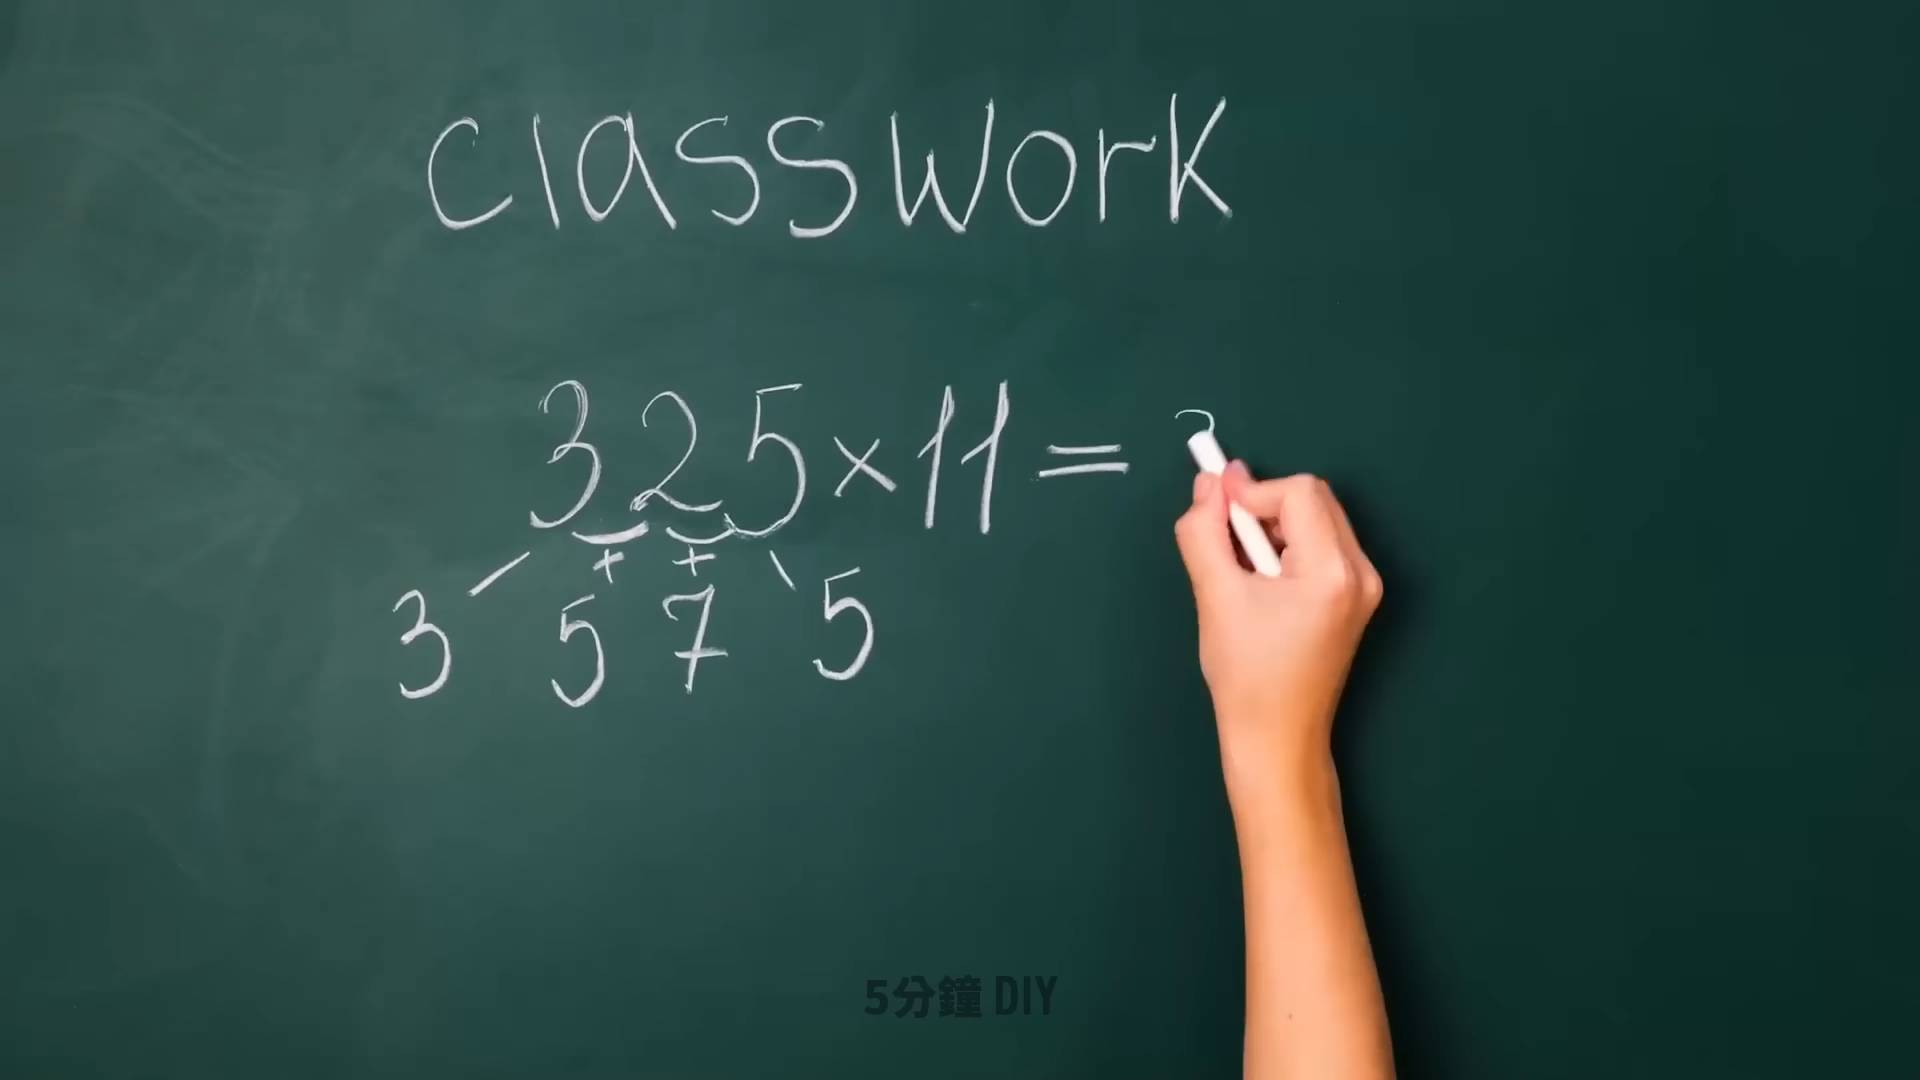 classwork
325×11=
+ +
3 5 7 5
5分鐘 DIY